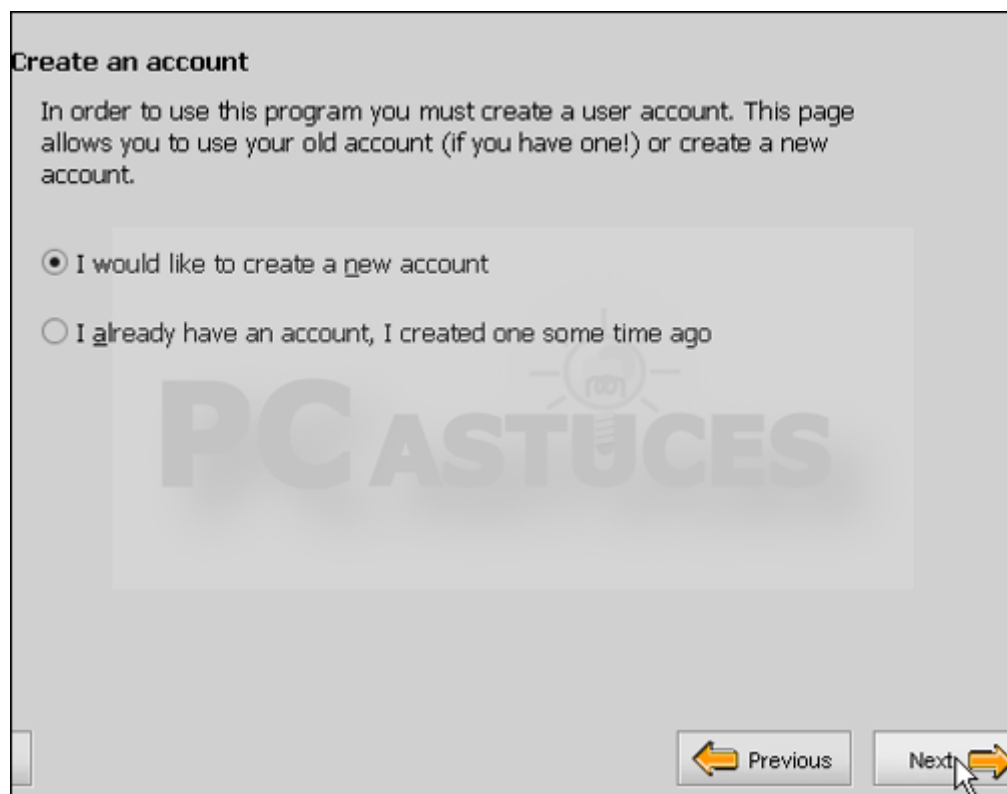 Create an account
In order to use this program you must create a user account. This page
allows you to use your old account (if you have one!) or create a new
account.
I would like to create a new account
I already have an account, I created one some time ago
PC ASTUCES
Previous
Next